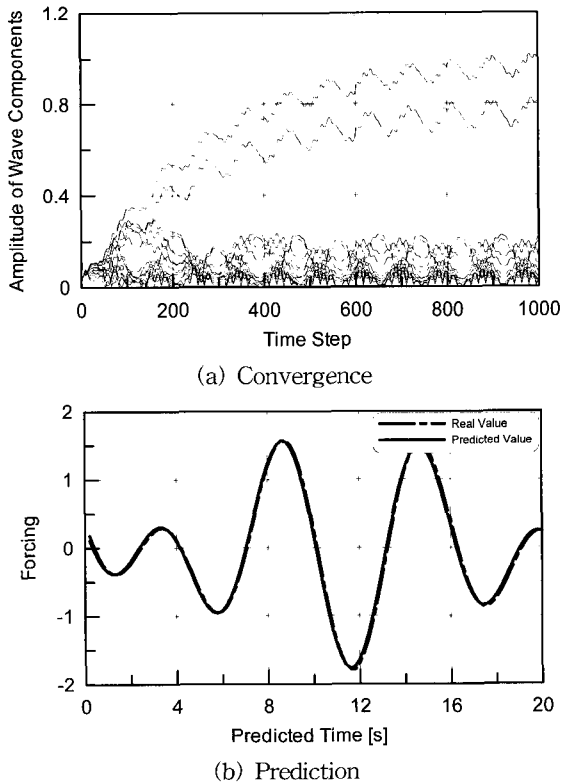 1.2
0.8
0.4
0
Amplitude of Wave Components
0 200 400 600 800 1000
Time Step
(a) Convergence
2
1
0
-1
-2
Forcing
Real Value
Predicted Value
0 4 8 12 16 20
Predicted Time [s]
(b) Prediction